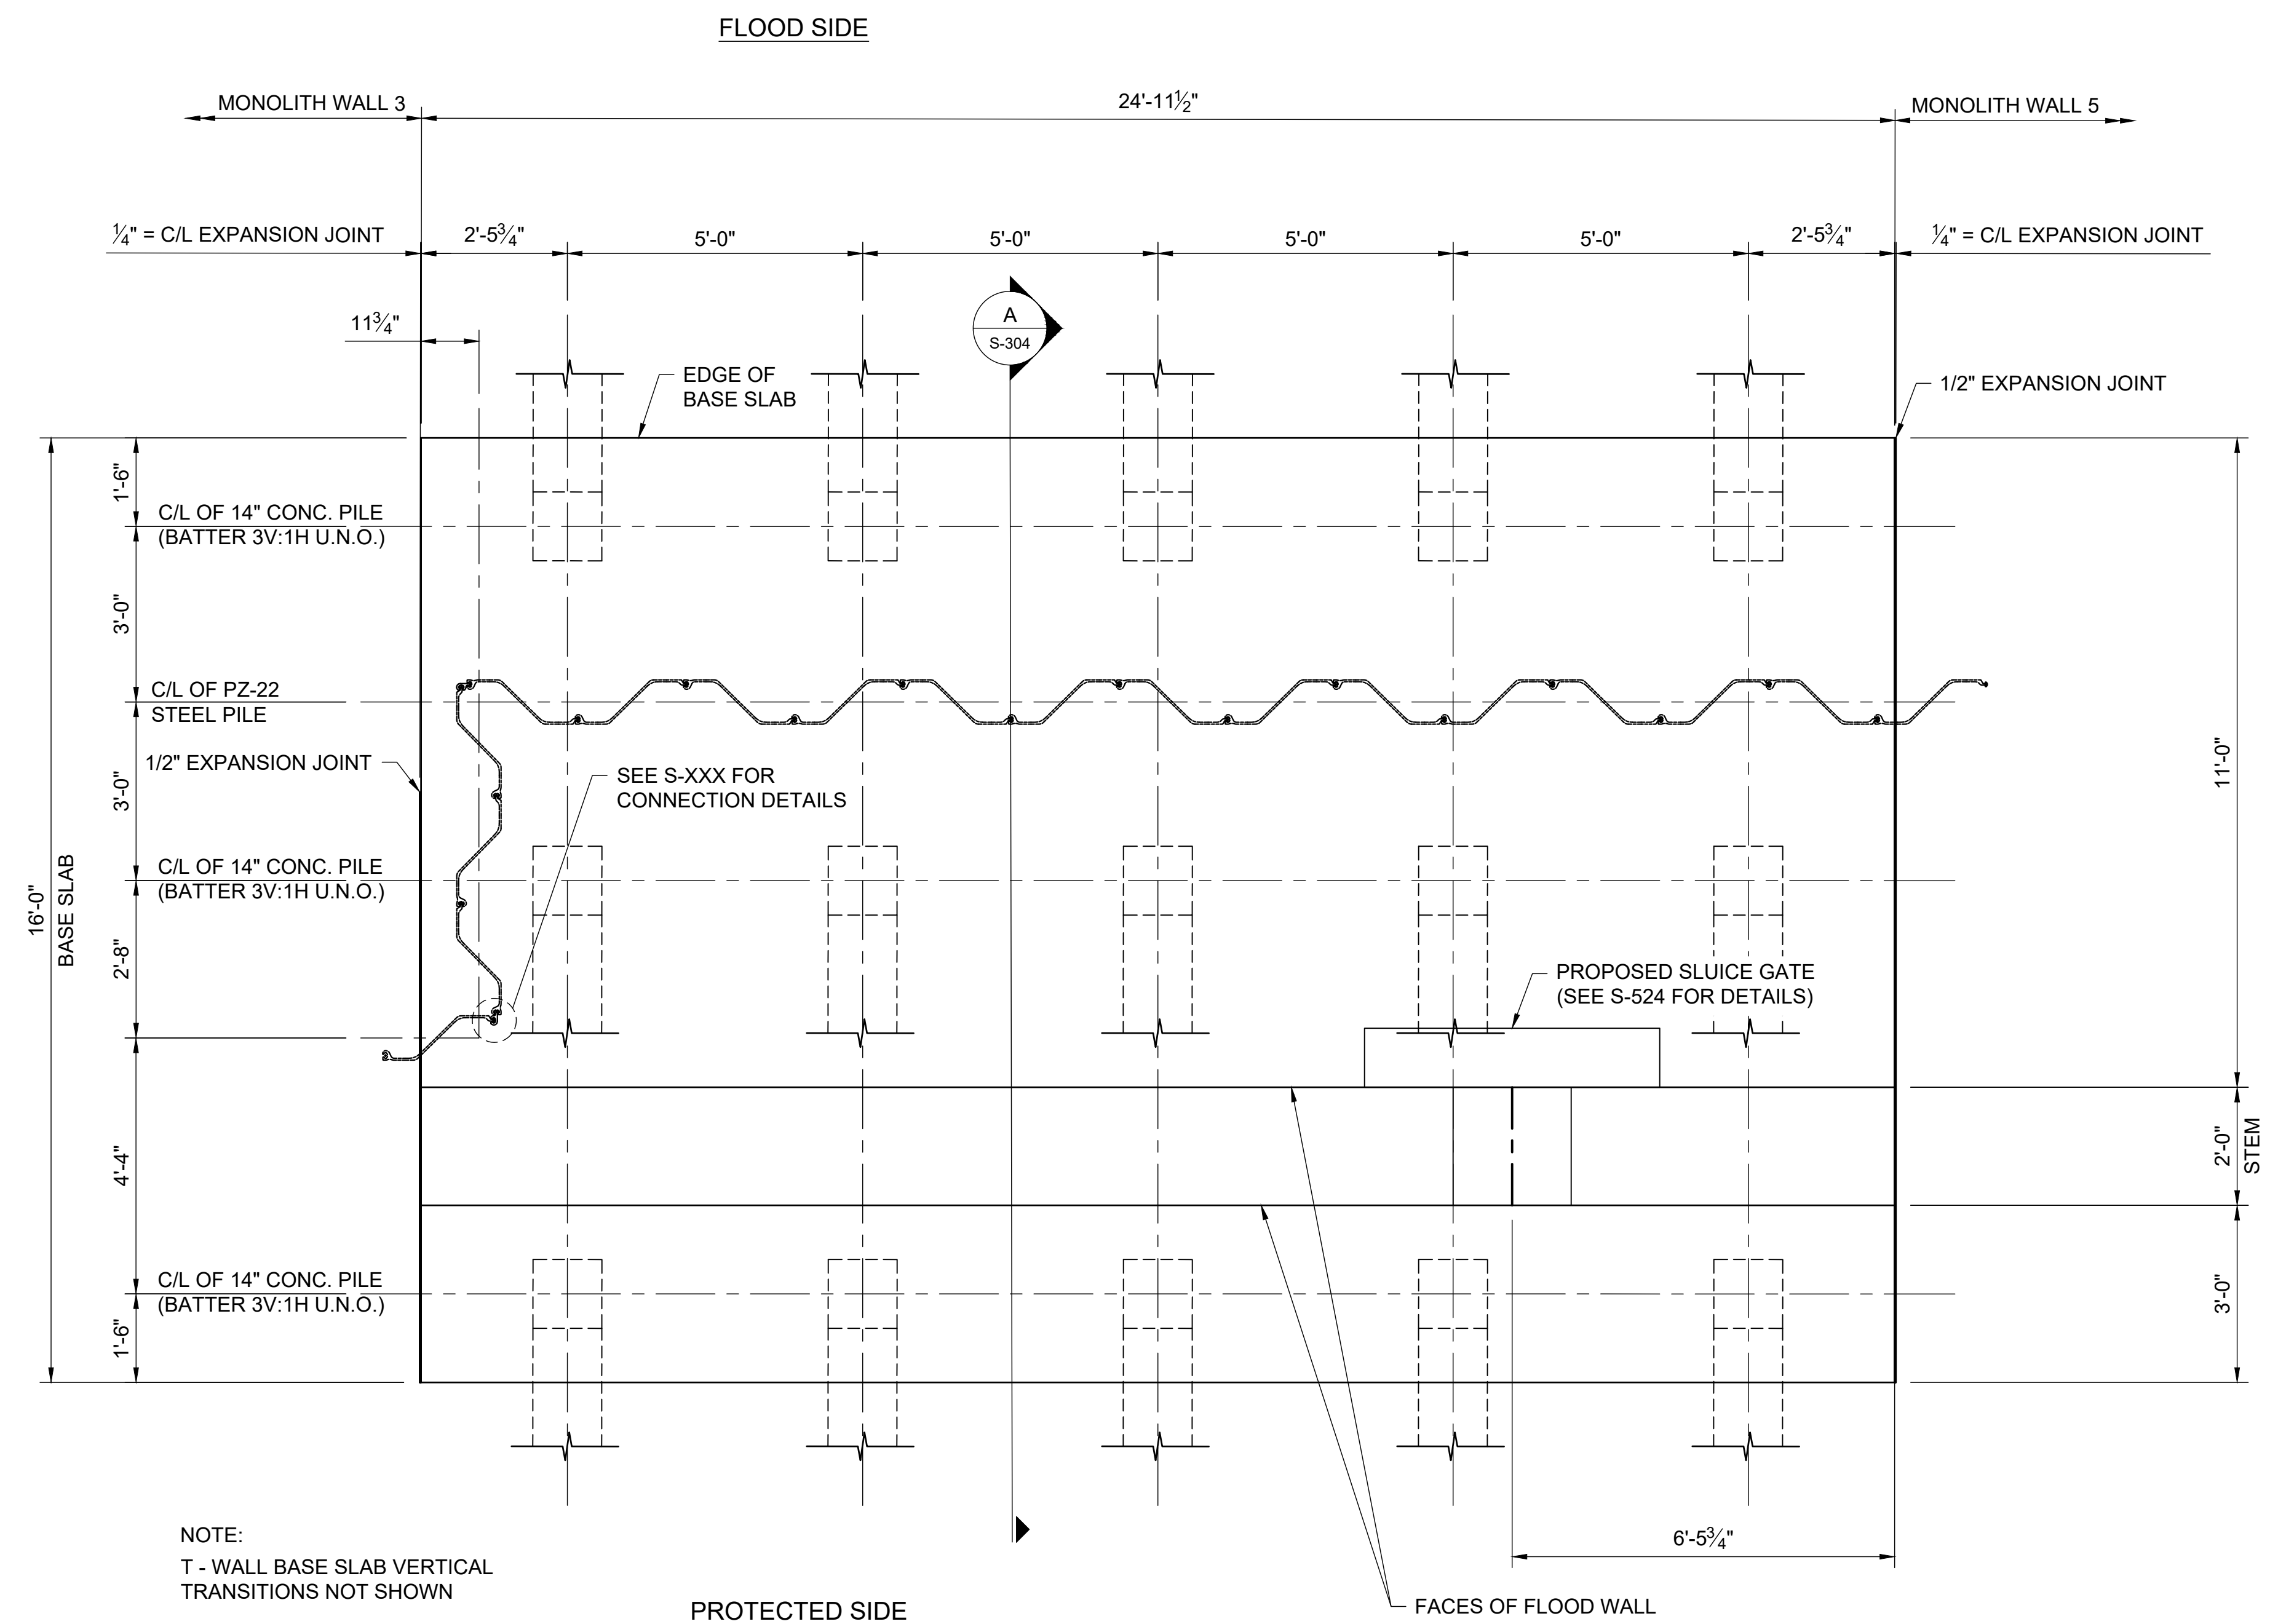 FLOOD SIDE
MONOLITH WALL 3
24'-11½"
MONOLITH WALL 5
¼" = C/L EXPANSION JOINT
2'-5¾"
5'-0"
5'-0"
5'-0"
5'-0"
2'-5¾"
¼" = C/L EXPANSION JOINT
11¾"
A
S-304
EDGE OF
BASE SLAB
1/2" EXPANSION JOINT
1'-6"
C/L OF 14" CONC. PILE
(BATTER 3V:1H U.N.O.)
3'-0"
C/L OF PZ-22
STEEL PILE
1/2" EXPANSION JOINT
SEE S-XXX FOR
CONNECTION DETAILS
11'-0"
3'-0"
C/L OF 14" CONC. PILE
(BATTER 3V:1H U.N.O.)
16'-0"
BASE SLAB
2'-8"
PROPOSED SLUICE GATE
(SEE S-524 FOR DETAILS)
4'-4"
2'-0"
STEM
C/L OF 14" CONC. PILE
(BATTER 3V:1H U.N.O.)
3'-0"
1'-6"
NOTE:
T - WALL BASE SLAB VERTICAL
TRANSITIONS NOT SHOWN
6'-5¾"
PROTECTED SIDE
FACES OF FLOOD WALL